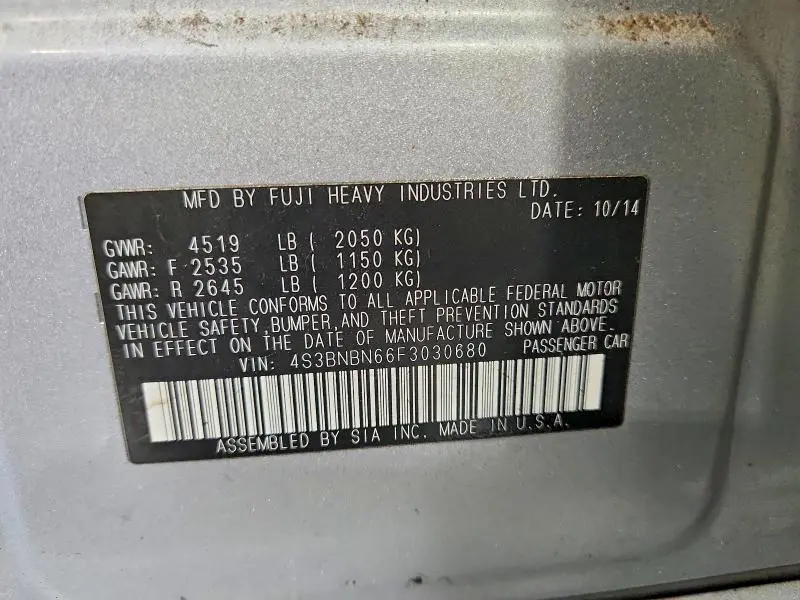 MFD BY FUJI HEAVY INDUSTRIES LTD.
DATE: 10/14
GVWR: 4519 LB ( 2050 KG)
GAWR: F 2535 LB ( 1150 KG)
GAWR: R 2645 LB ( 1200 KG)
THIS VEHICLE CONFORMS TO ALL APPLICABLE FEDERAL MOTOR
VEHICLE SAFETY, BUMPER, AND THEFT PREVENTION STANDARDS
IN EFFECT ON THE DATE OF MANUFACTURE SHOWN ABOVE.
VIN: 4S3BNBN66F3030680 PASSENGER CAR
ASSEMBLED BY SIA INC. MADE IN U.S.A.